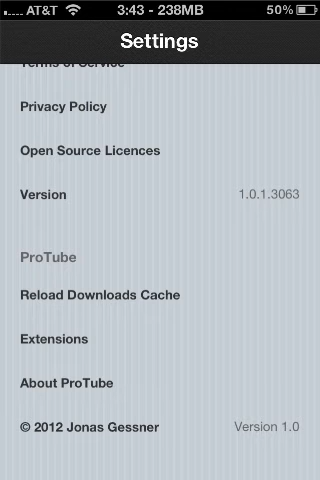 AT&T 3:43 - 238MB 50%
Settings
Terms of Service
Privacy Policy
Open Source Licences
Version 1.0.1.3063
ProTube
Reload Downloads Cache
Extensions
About ProTube
© 2012 Jonas Gessner Version 1.0